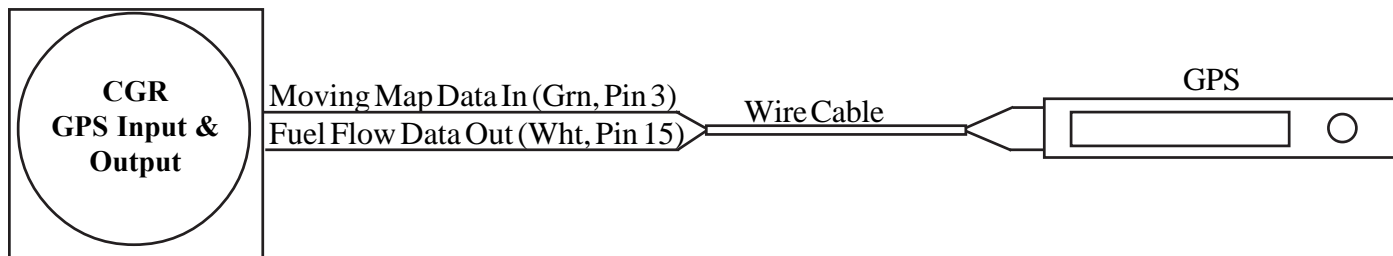 CGR
GPS Input &
Output
Moving Map Data In (Grn, Pin 3)
Fuel Flow Data Out (Wht, Pin 15)
Wire Cable
GPS